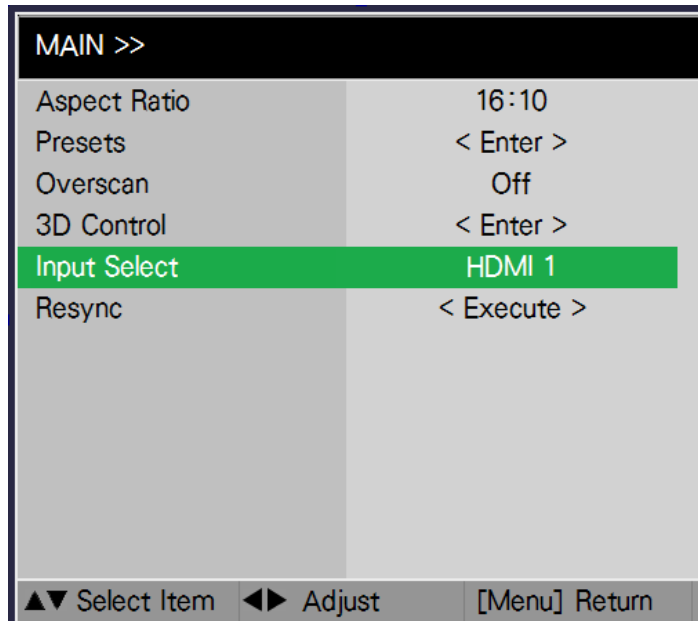 MAIN >>
Aspect Ratio 16:10
Presets < Enter >
Overscan Off
3D Control < Enter >
Input Select HDMI 1
Resync < Execute >
▲▼ Select Item ◀▶ Adjust [Menu] Return